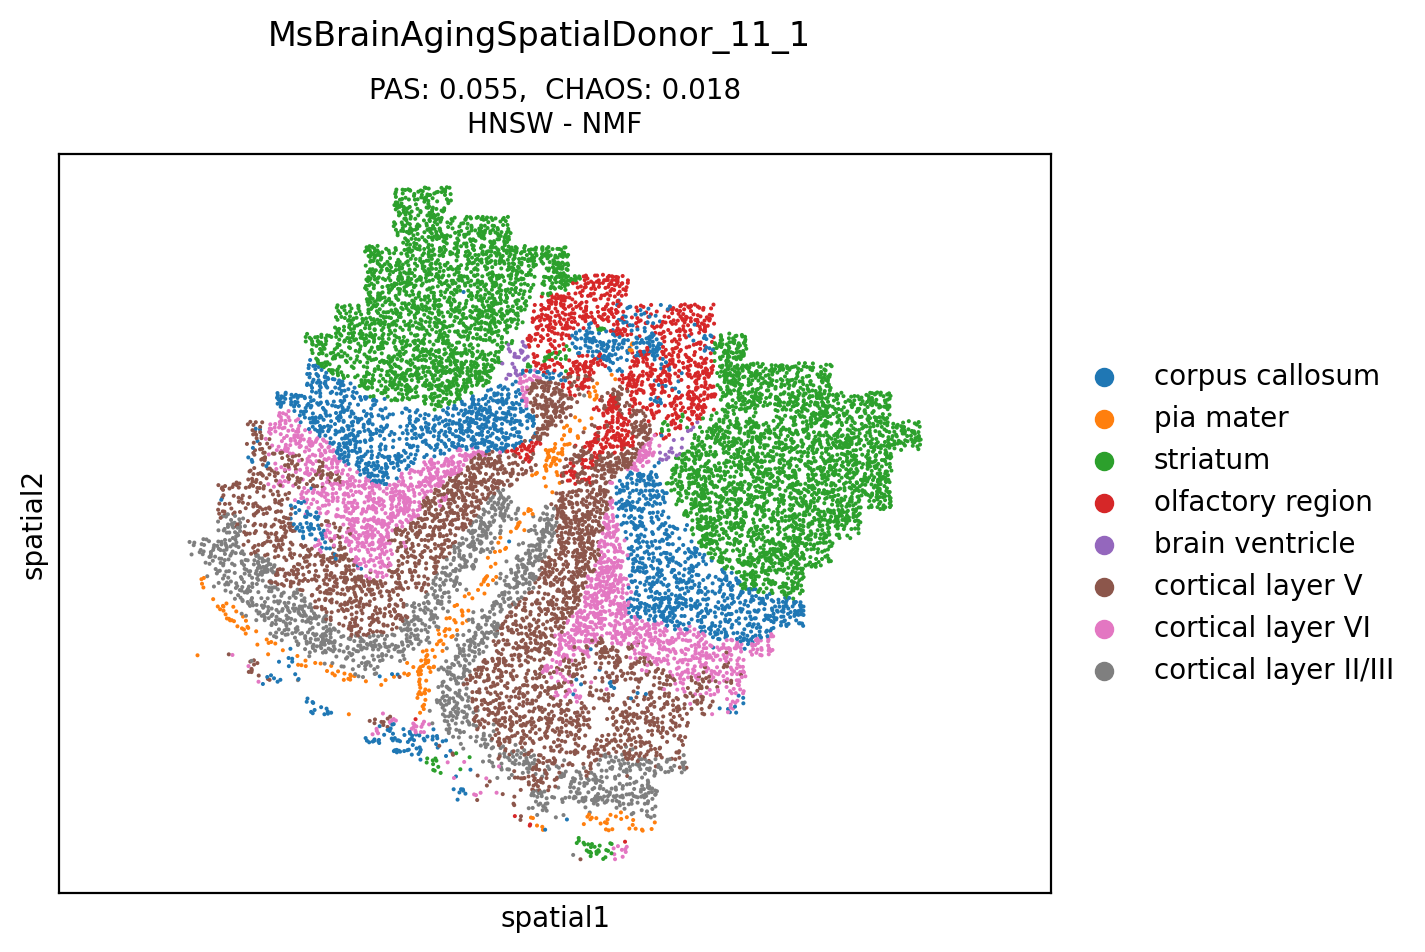 MsBrainAgingSpatialDonor_11_1
PAS: 0.055,  CHAOS: 0.018
HNSW - NMF
spatial2
spatial1
corpus callosum
pia mater
striatum
olfactory region
brain ventricle
cortical layer V
cortical layer VI
cortical layer II/III